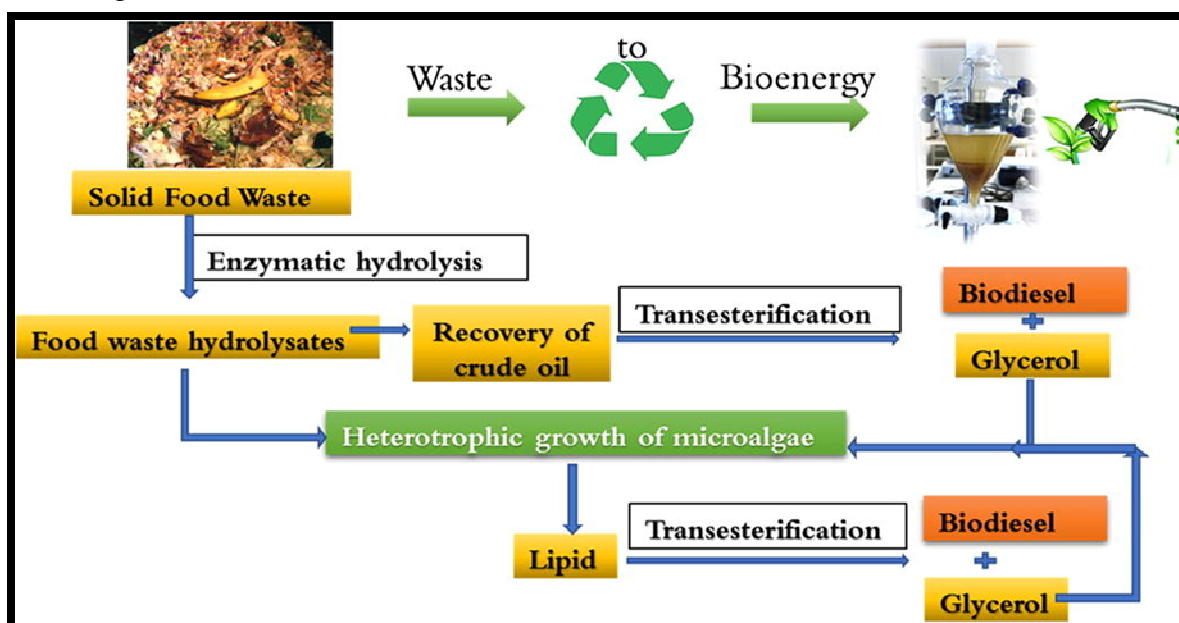 Waste
to
Bioenergy
Solid Food Waste
Enzymatic hydrolysis
Food waste hydrolysates
Recovery of
crude oil
Transesterification
Biodiesel
+
Glycerol
Heterotrophic growth of microalgae
Lipid
Transesterification
Biodiesel
+
Glycerol